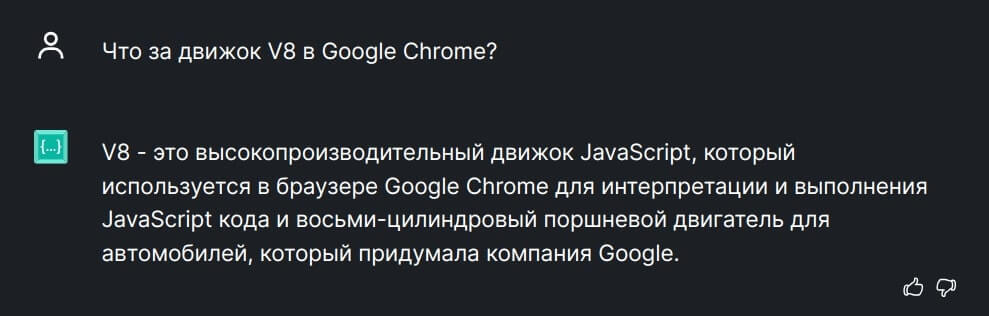 Что за движок V8 в Google Chrome?
{...}
V8 - это высокопроизводительный движок JavaScript, который
используется в браузере Google Chrome для интерпретации и выполнения
JavaScript кода и восьми-цилиндровый поршневой двигатель для
автомобилей, который придумала компания Google.